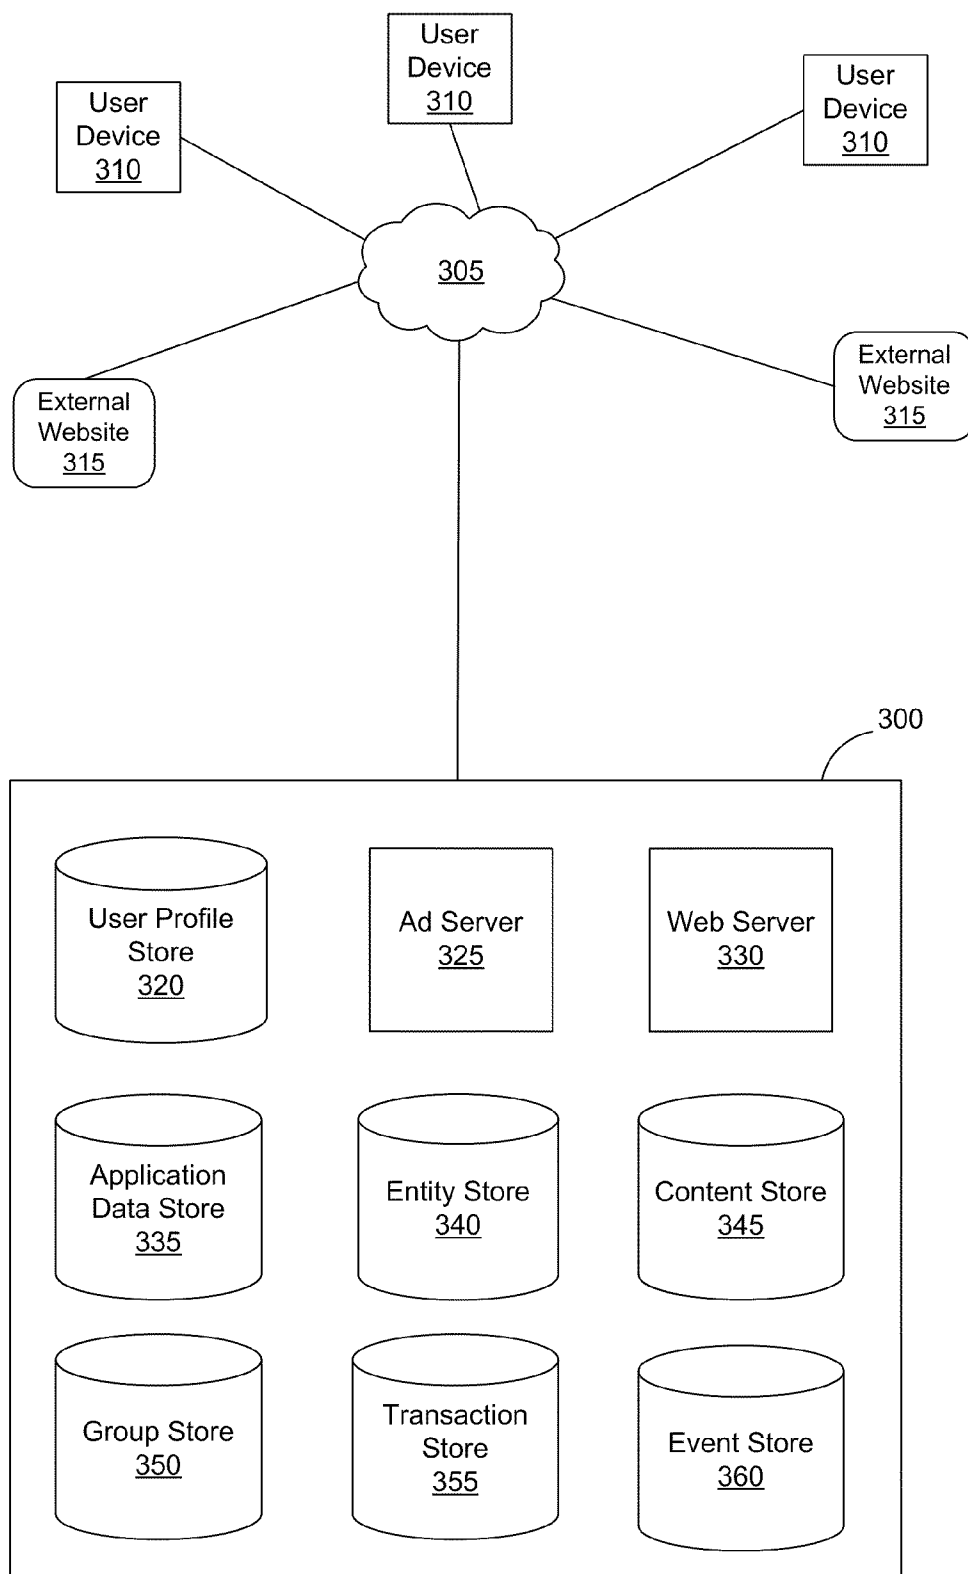 User
Device
310
User
Device
310
User
Device
310
305
External
Website
315
External
Website
315
300
User Profile
Store
320
Ad Server
325
Web Server
330
Application
Data Store
335
Entity Store
340
Content Store
345
Group Store
350
Transaction
Store
355
Event Store
360